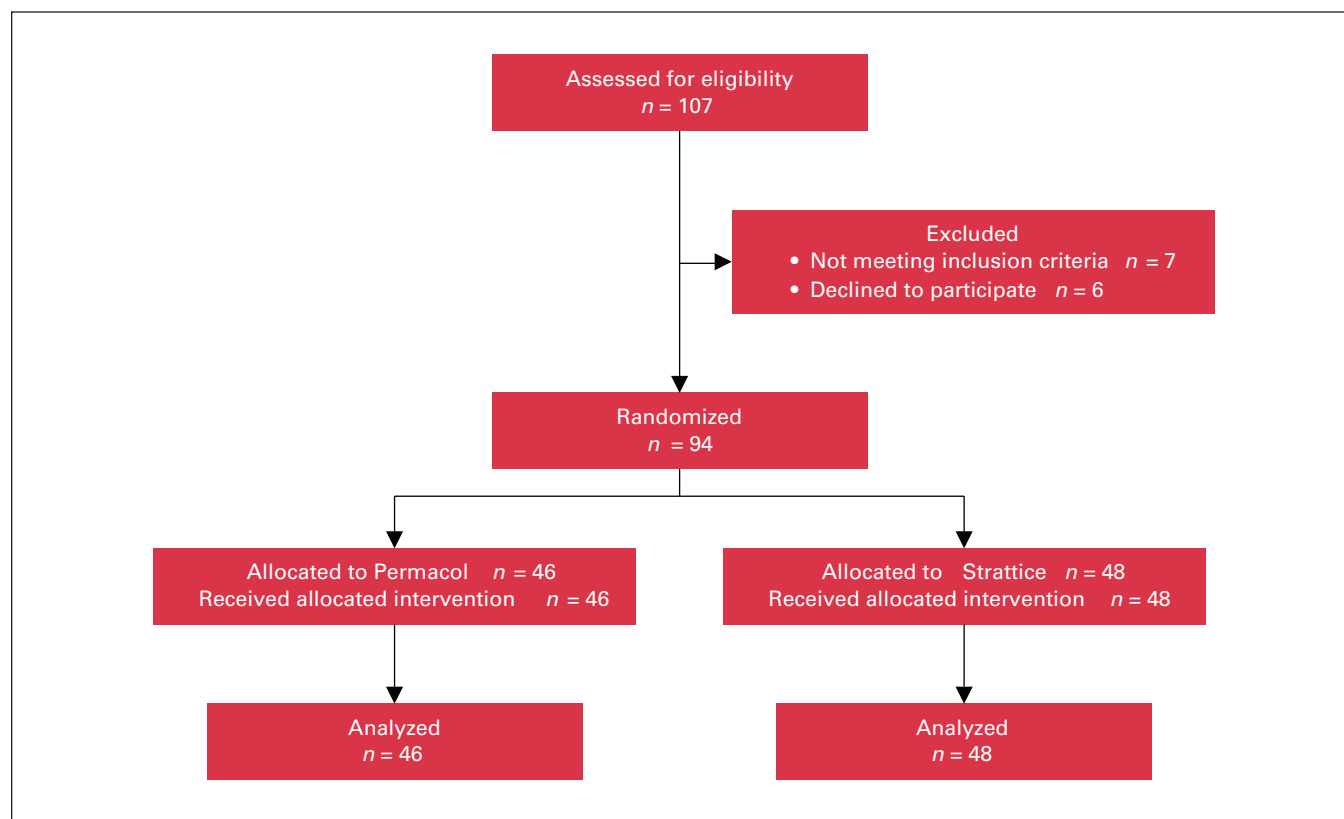 Assessed for eligibility
n = 107
Excluded
• Not meeting inclusion criteria n = 7
• Declined to participate n = 6
Randomized
n = 94
Allocated to Permacol n = 46
Received allocated intervention n = 46
Allocated to Strattice n = 48
Received allocated intervention n = 48
Analyzed
n = 46
Analyzed
n = 48